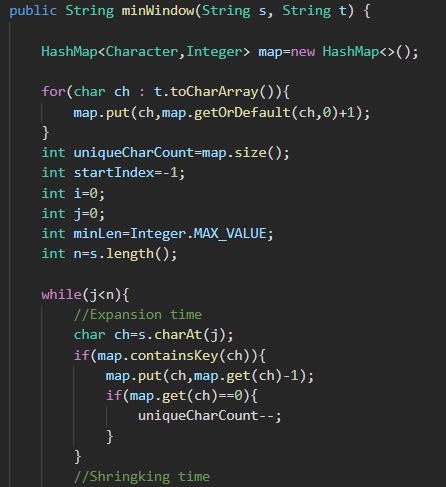 public String minWindow(String s, String t) {
HashMap<Character,Integer> map=new HashMap<>();
for(char ch : t.toCharArray()){
map.put(ch,map.getOrDefault(ch,0)+1);
}
int uniqueCharCount=map.size();
int startIndex=-1;
int i=0;
int j=0;
int minLen=Integer.MAX_VALUE;
int n=s.length();
while(j<n){
//Expansion time
char ch=s.charAt(j);
if(map.containsKey(ch)){
map.put(ch,map.get(ch)-1);
if(map.get(ch)==0){
uniqueCharCount--;
}
}
//Shringking time